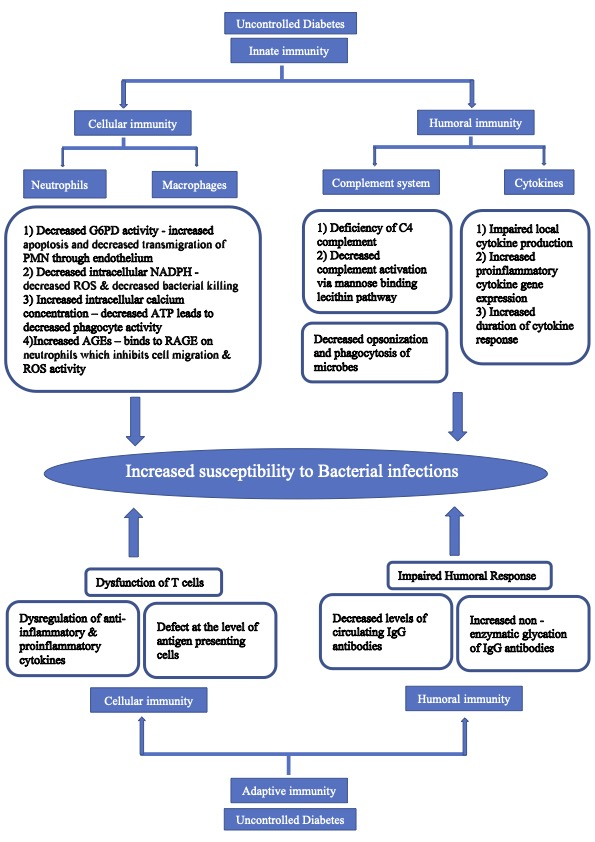 Uncontrolled Diabetes
Innate immunity
Cellular immunity
Humoral immunity
Neutrophils
Macrophages
Complement system
Cytokines
1) Decreased G6PD activity - increased
apoptosis and decreased transmigration of
PMN through endothelium
2) Decreased intracellular NADPH -
decreased ROS & decreased bacterial killing
3) Increased intracellular calcium
concentration – decreased ATP leads to
decreased phagocyte activity
4)Increased AGEs – binds to RAGE on
neutrophils which inhibits cell migration &
ROS activity
1) Deficiency of C4
complement
2) Decreased
complement activation
via mannose binding
lecithin pathway
Decreased opsonization
and phagocytosis of
microbes
1) Impaired local
cytokine production
2) Increased
proinflammatory
cytokine gene
expression
3) Increased
duration of cytokine
response
Increased susceptibility to Bacterial infections
Dysfunction of T cells
Impaired Humoral Response
Dysregulation of anti-
inflammatory &
proinflammatory
cytokines
Defect at the level of
antigen presenting
cells
Decreased levels of
circulating IgG
antibodies
Increased non -
enzymatic glycation
of IgG antibodies
Cellular immunity
Humoral immunity
Adaptive immunity
Uncontrolled Diabetes